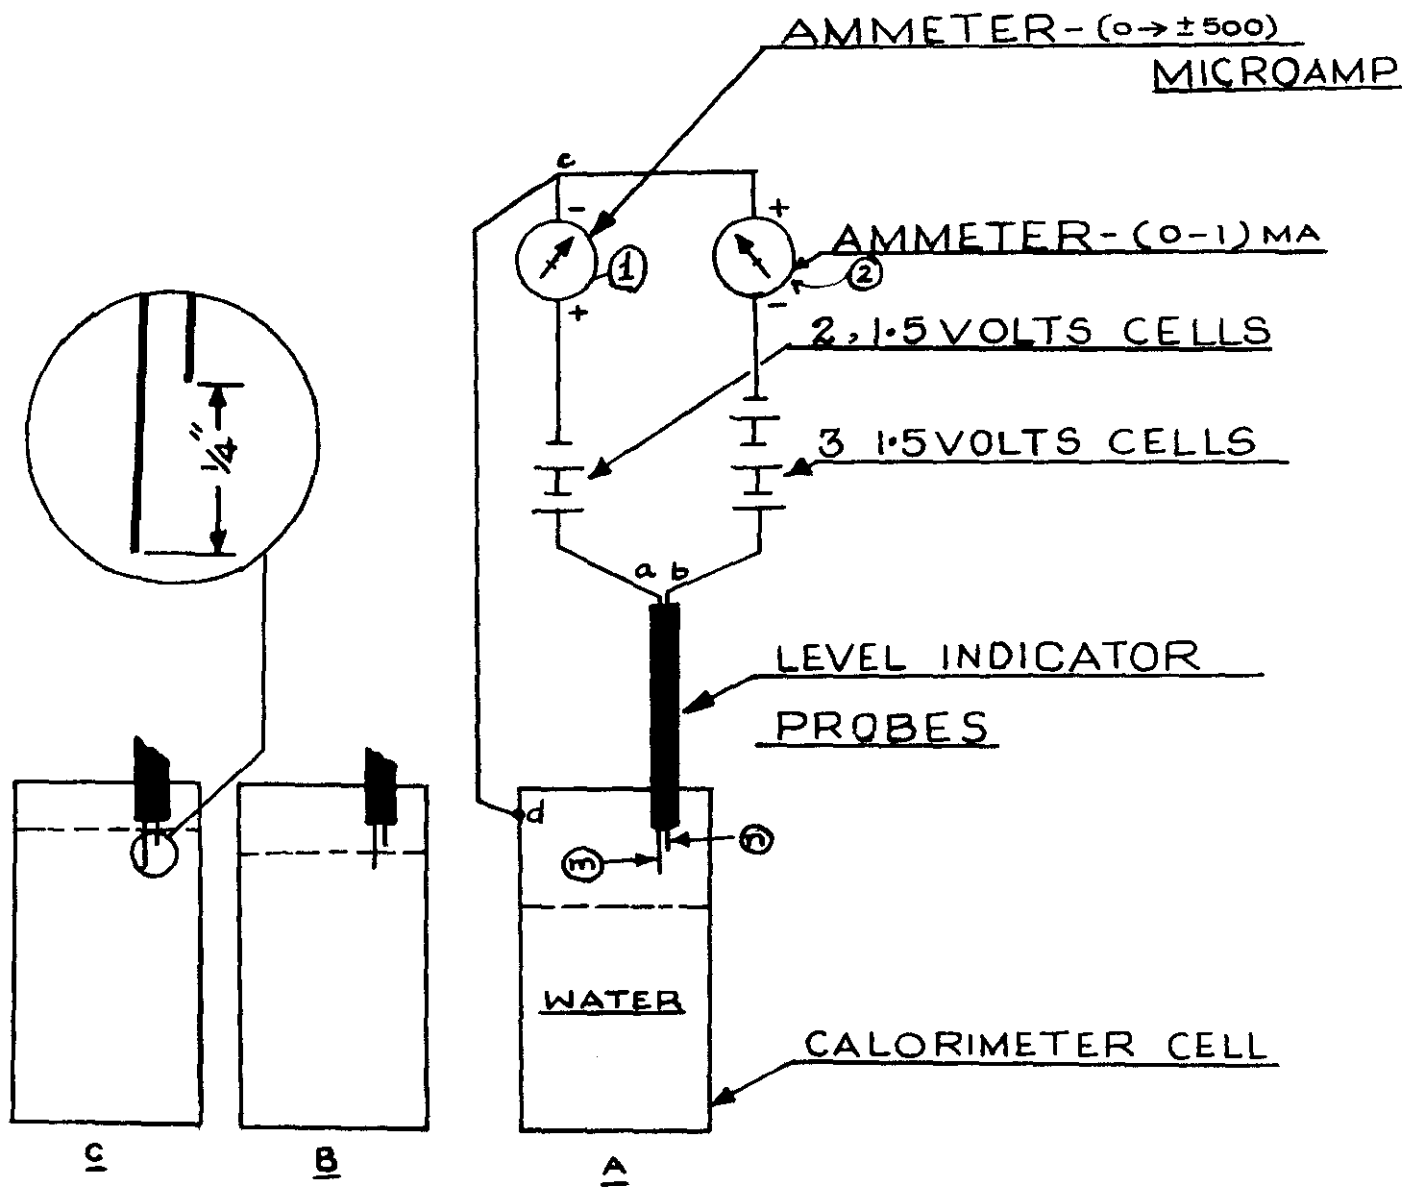 AMMETER-(0→±500)
MICROAMP
c
-
+
AMMETER-(0-1) MA
1
2
+
-
2, 1.5 VOLTS CELLS
1/4"
3 1.5 VOLTS CELLS
a b
LEVEL INDICATOR
PROBES
d
m
n
WATER
CALORIMETER CELL
C
B
A